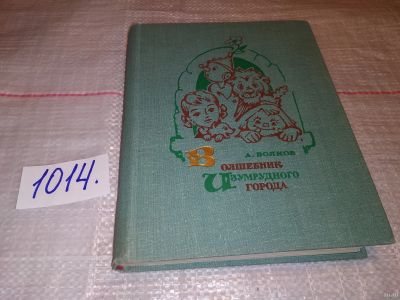 1014.
А. ВОЛКОВ
ВОЛШЕБНИК
ИЗУМРУДНОГО
ГОРОДА